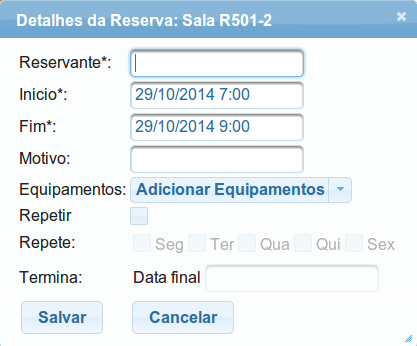 Detalhes da Reserva: Sala R501-2
Reservante*:
Inicio*: 29/10/2014 7:00
Fim*: 29/10/2014 9:00
Motivo:
Equipamentos: Adicionar Equipamentos
Repetir
Repete: Seg Ter Qua Qui Sex
Termina: Data final
Salvar Cancelar